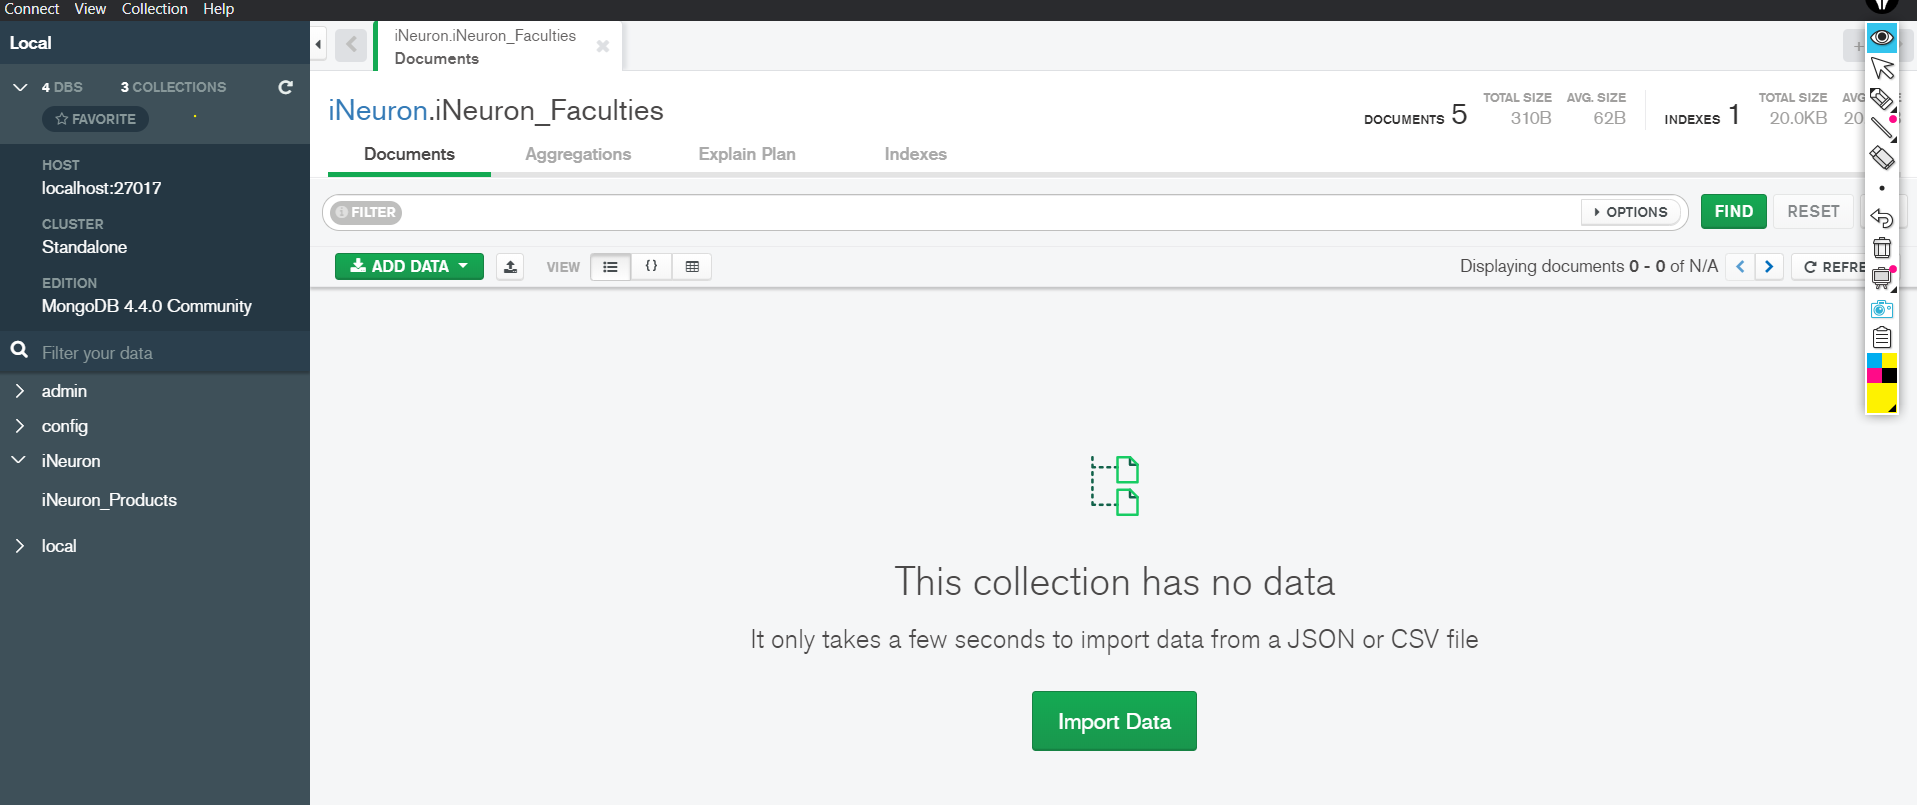 Connect View Collection Help
Local
4 DBS 3 COLLECTIONS
FAVORITE
HOST
localhost:27017
CLUSTER
Standalone
EDITION
MongoDB 4.4.0 Community
Filter your data
admin
config
iNeuron
iNeuron_Products
local
iNeuron.iNeuron_Faculties
Documents
iNeuron.iNeuron_Faculties
DOCUMENTS 5 TOTAL SIZE 310B AVG. SIZE 62B INDEXES 1 TOTAL SIZE 20.0KB AVG 20
Documents Aggregations Explain Plan Indexes
FILTER OPTIONS FIND RESET
ADD DATA VIEW {} Displaying documents 0 - 0 of N/A REFRE
This collection has no data
It only takes a few seconds to import data from a JSON or CSV file
Import Data